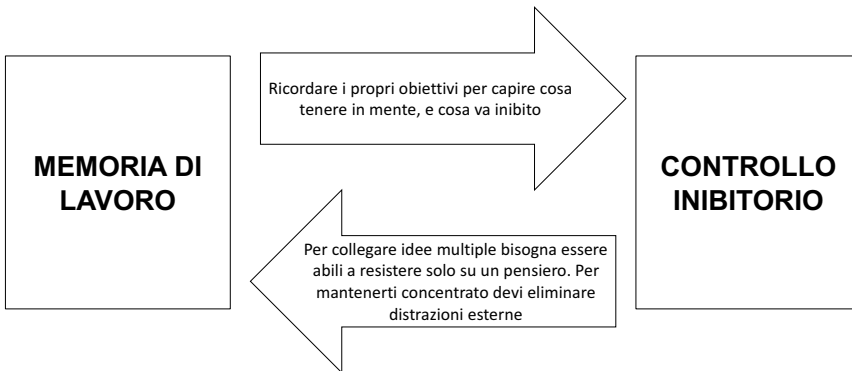 Ricordare i propri obiettivi per capire cosa
tenere in mente, e cosa va inibito
MEMORIA DI
LAVORO
CONTROLLO
INIBITORIO
Per collegare idee multiple bisogna essere
abili a resistere solo su un pensiero. Per
mantenerti concentrato devi eliminare
distrazioni esterne